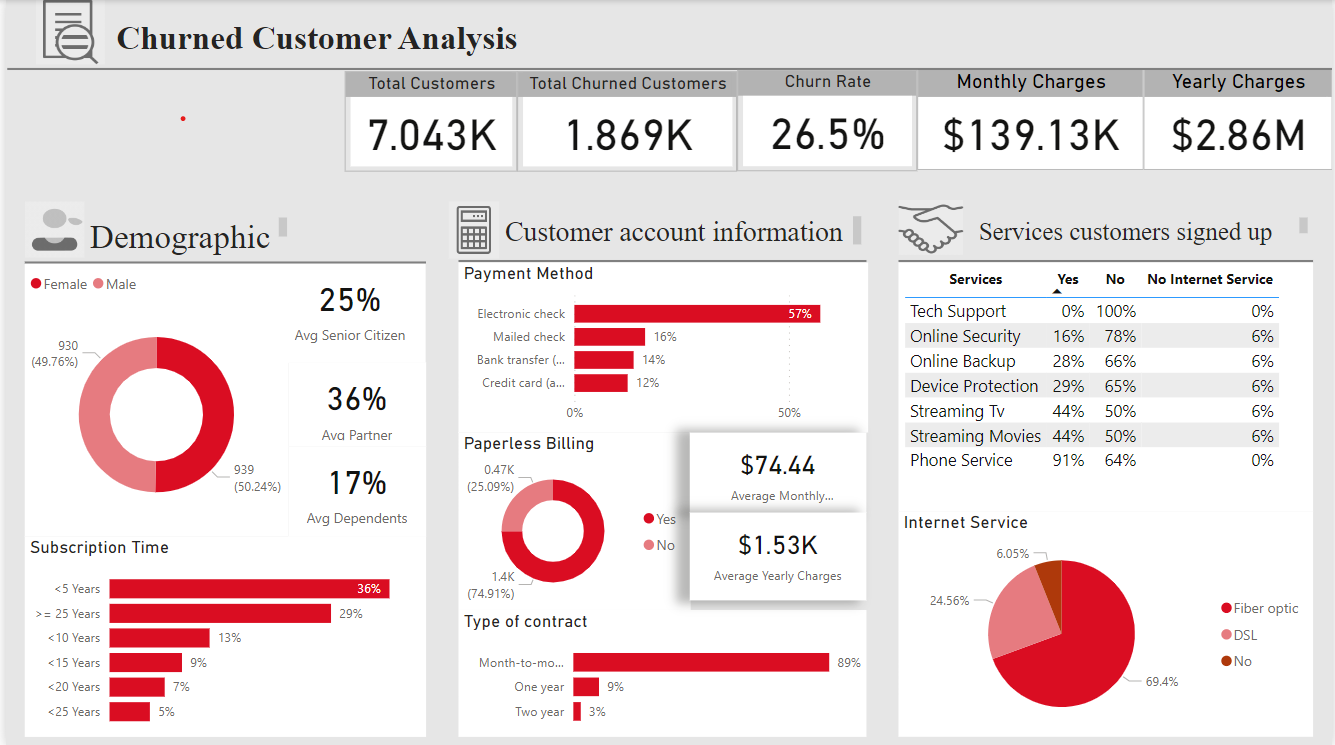 Churned Customer Analysis
Total Customers
7.043K
Total Churned Customers
1.869K
Churn Rate
26.5%
Monthly Charges
$139.13K
Yearly Charges
$2.86M
Demographic
Female Male
930
(49.76%)
939
(50.24%)
25%
Avg Senior Citizen
36%
Avg Partner
17%
Avg Dependents
Subscription Time
<5 Years 36%
>= 25 Years 29%
<10 Years 13%
<15 Years 9%
<20 Years 7%
<25 Years 5%
Customer account information
Payment Method
Electronic check 57%
Mailed check 16%
Bank transfer (... 14%
Credit card (a... 12%
0% 50%
Paperless Billing
0.47K
(25.09%)
1.4K
(74.91%)
Yes
No
$74.44
Average Monthly...
$1.53K
Average Yearly Charges
Type of contract
Month-to-mo... 89%
One year 9%
Two year 3%
Services customers signed up
Services Yes No No Internet Service
Tech Support 0% 100% 0%
Online Security 16% 78% 6%
Online Backup 28% 66% 6%
Device Protection 29% 65% 6%
Streaming Tv 44% 50% 6%
Streaming Movies 44% 50% 6%
Phone Service 91% 64% 0%
Internet Service
6.05%
24.56%
69.4%
Fiber optic
DSL
No